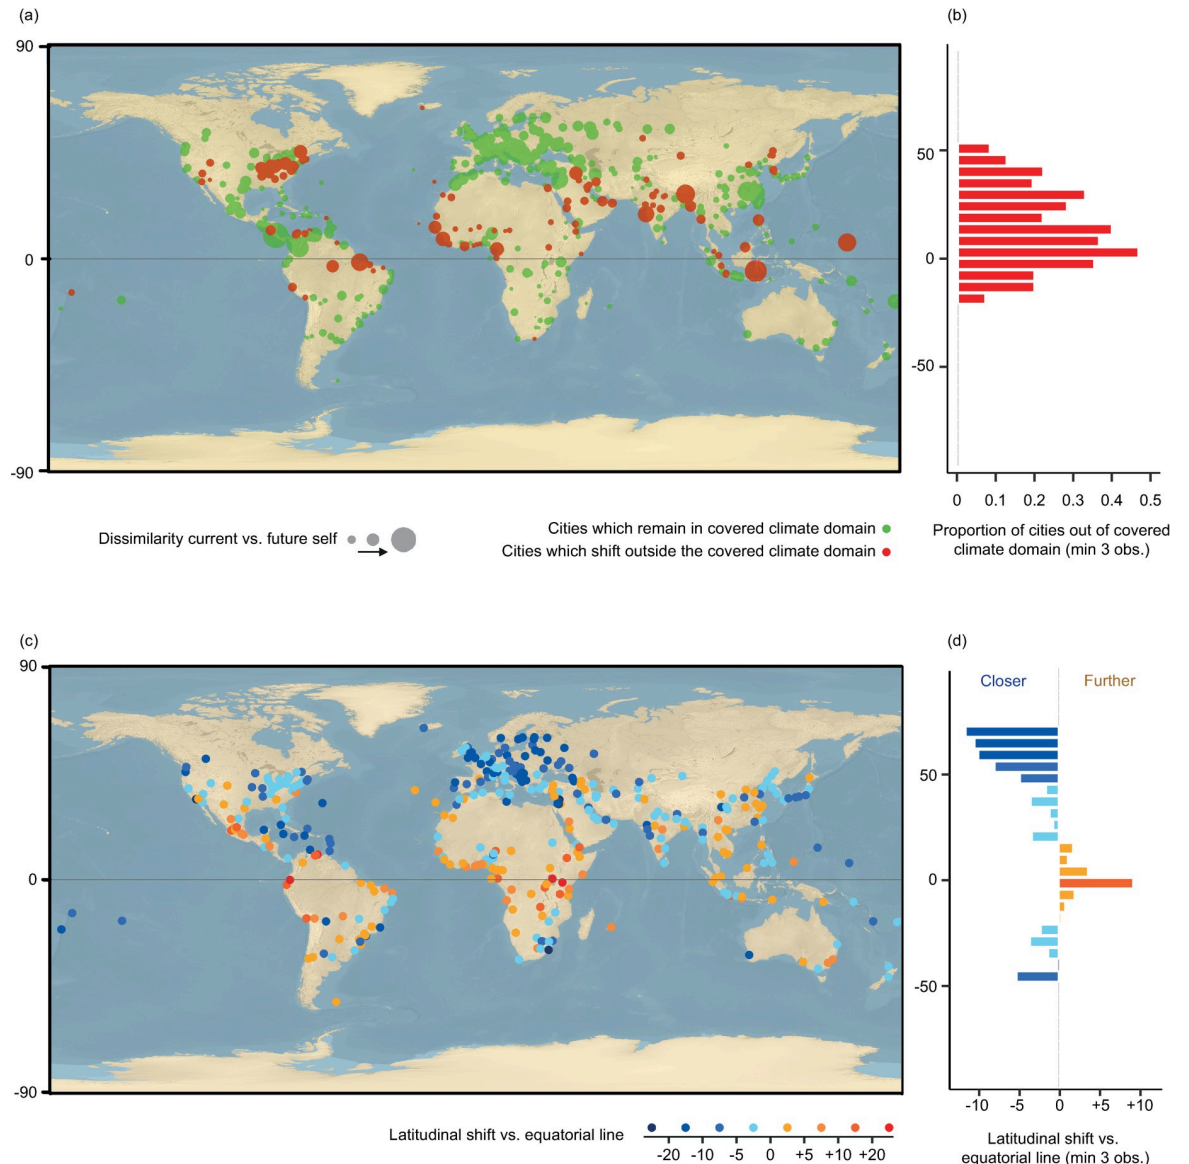 (a)
(b)
90
0
-90
50
0
-50
0 0.1 0.2 0.3 0.4 0.5
Proportion of cities out of covered
climate domain (min 3 obs.)
Dissimilarity current vs. future self
Cities which remain in covered climate domain
Cities which shift outside the covered climate domain
(c)
(d)
90
0
-90
Closer Further
50
0
-50
-10 -5 0 +5 +10
Latitudinal shift vs.
equatorial line (min 3 obs.)
Latitudinal shift vs. equatorial line
-20 -10 -5 0 +5 +10 +20